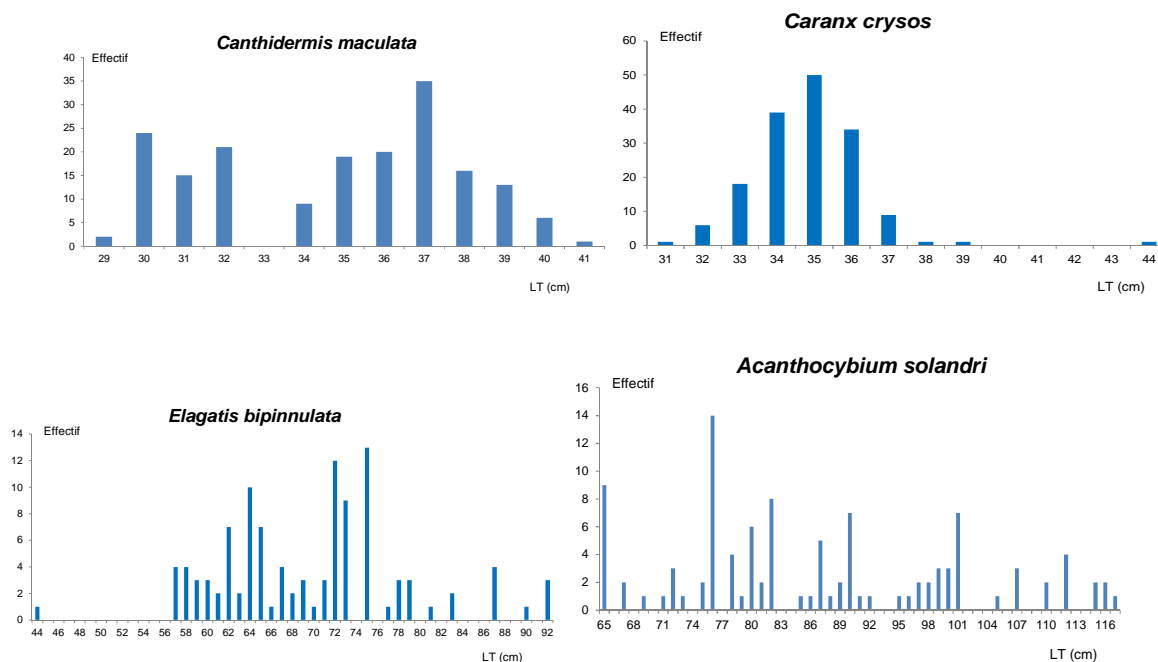 Canthidermis maculata
Effectif
40
35
30
25
20
15
10
5
0
29 30 31 32 33 34 35 36 37 38 39 40 41
LT (cm)
Caranx crysos
Effectif
60
50
40
30
20
10
0
31 32 33 34 35 36 37 38 39 40 41 42 43 44
LT (cm)
Elagatis bipinnulata
Effectif
14
12
10
8
6
4
2
0
44 46 48 50 52 54 56 58 60 62 64 66 68 70 72 74 76 78 80 82 84 86 88 90 92
LT (cm)
Acanthocybium solandri
Effectif
16
14
12
10
8
6
4
2
0
65 68 71 74 77 80 83 86 89 92 95 98 101 104 107 110 113 116
LT (cm)